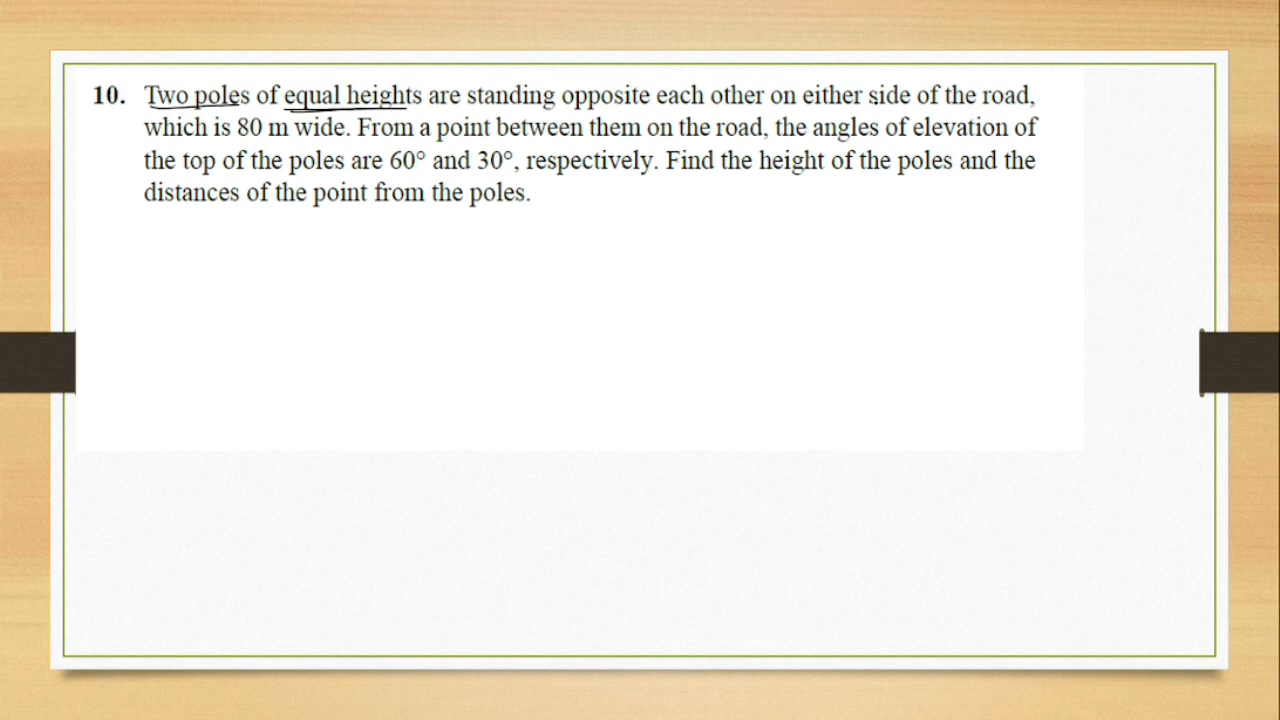 10. Two poles of equal heights are standing opposite each other on either side of the road,
which is 80 m wide. From a point between them on the road, the angles of elevation of
the top of the poles are 60° and 30°, respectively. Find the height of the poles and the
distances of the point from the poles.